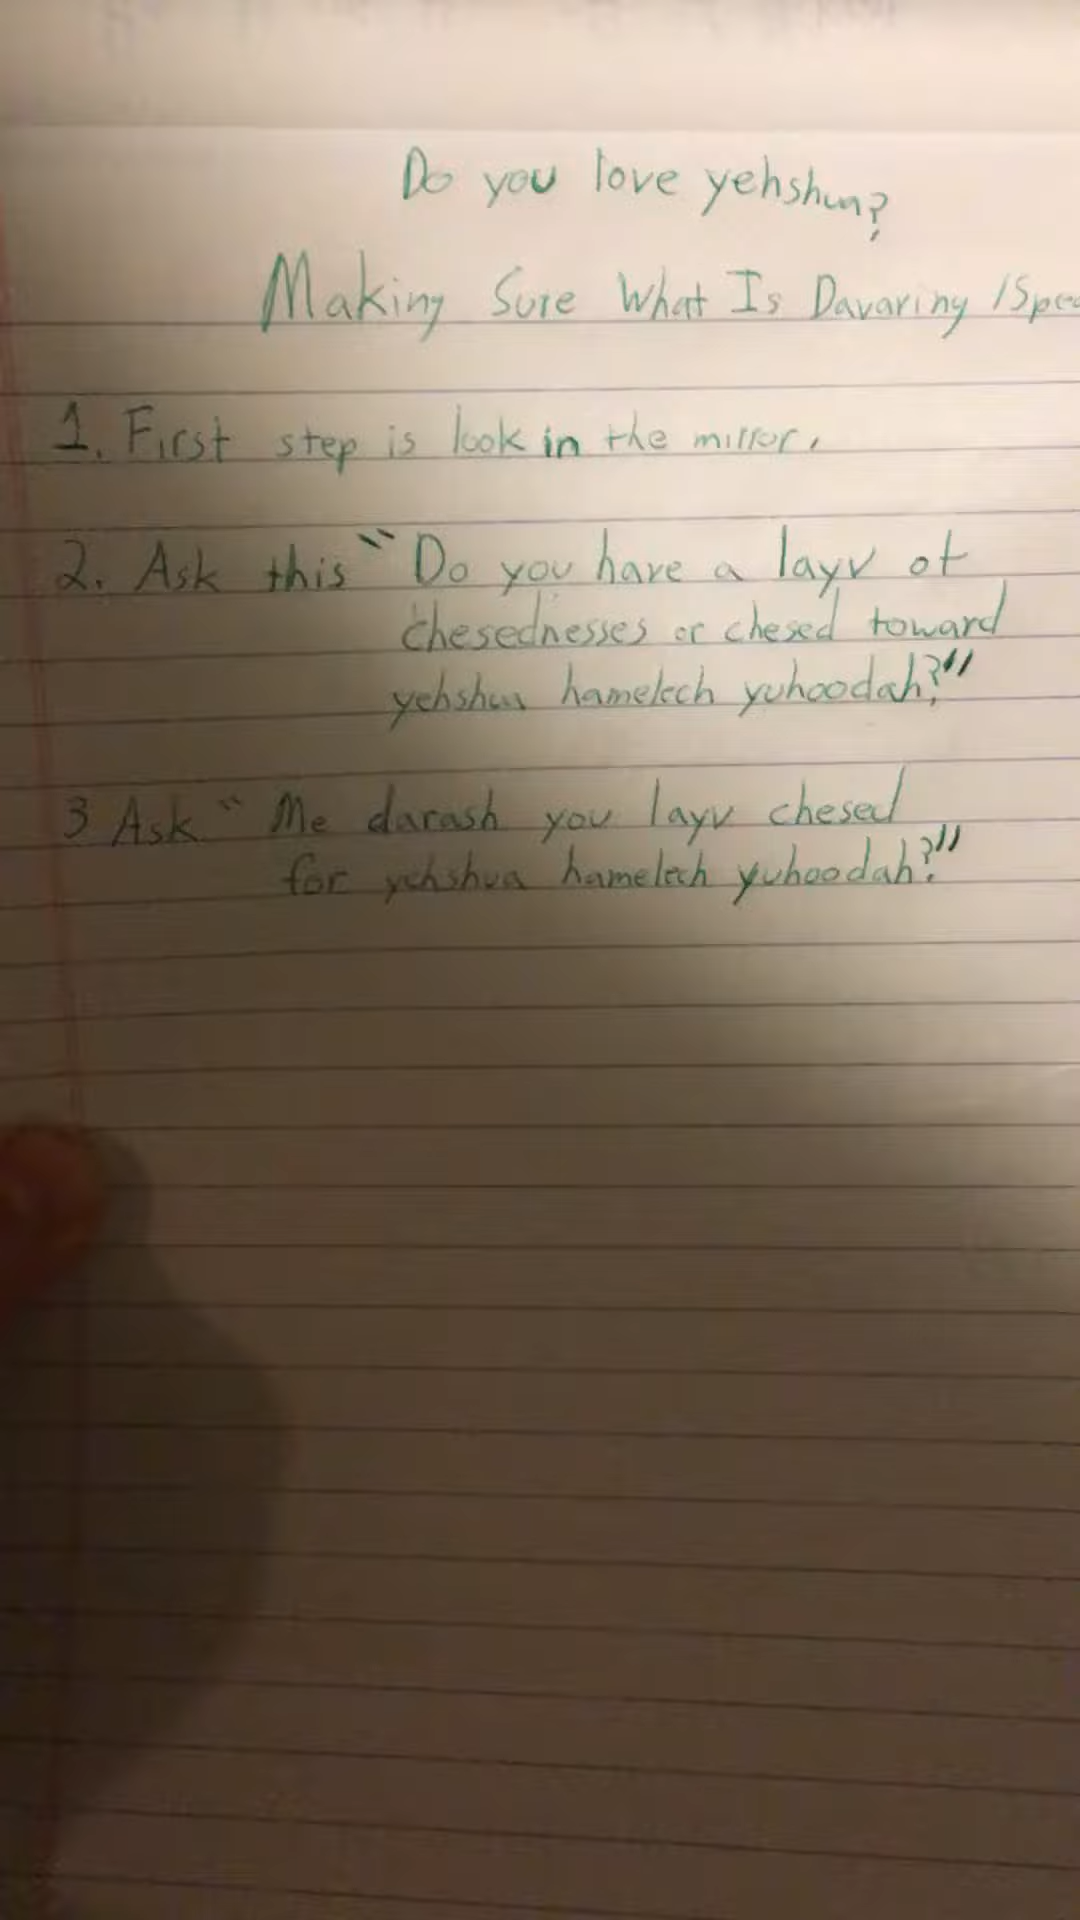 Do you love yehshua?
Making Sure What Is Davaring /Spea
1. First step is look in the mirror.
2. Ask this "Do you have a layv of
chesednesses or chesed toward
yehshua hamelech yuhoodah?"
3 Ask " Me darash you layv chesed
for yehshua hamelech yuhoodah?"